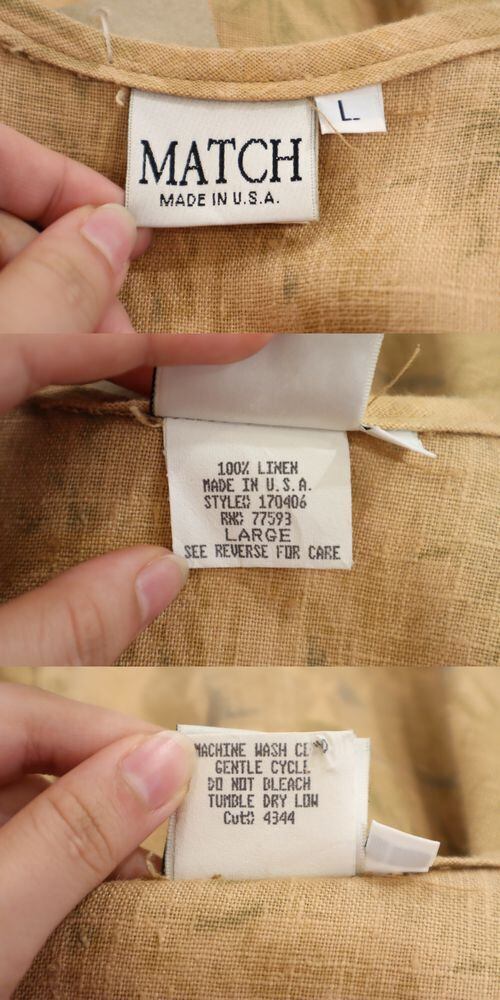 MATCH
MADE IN U.S.A.
L
100% LINEN
MADE IN U.S.A.
STYLE# 170406
RN# 77593
LARGE
SEE REVERSE FOR CARE
MACHINE WASH
GENTLE CYCLE
DO NOT BLEACH
TUMBLE DRY LOW
Cut# 4344